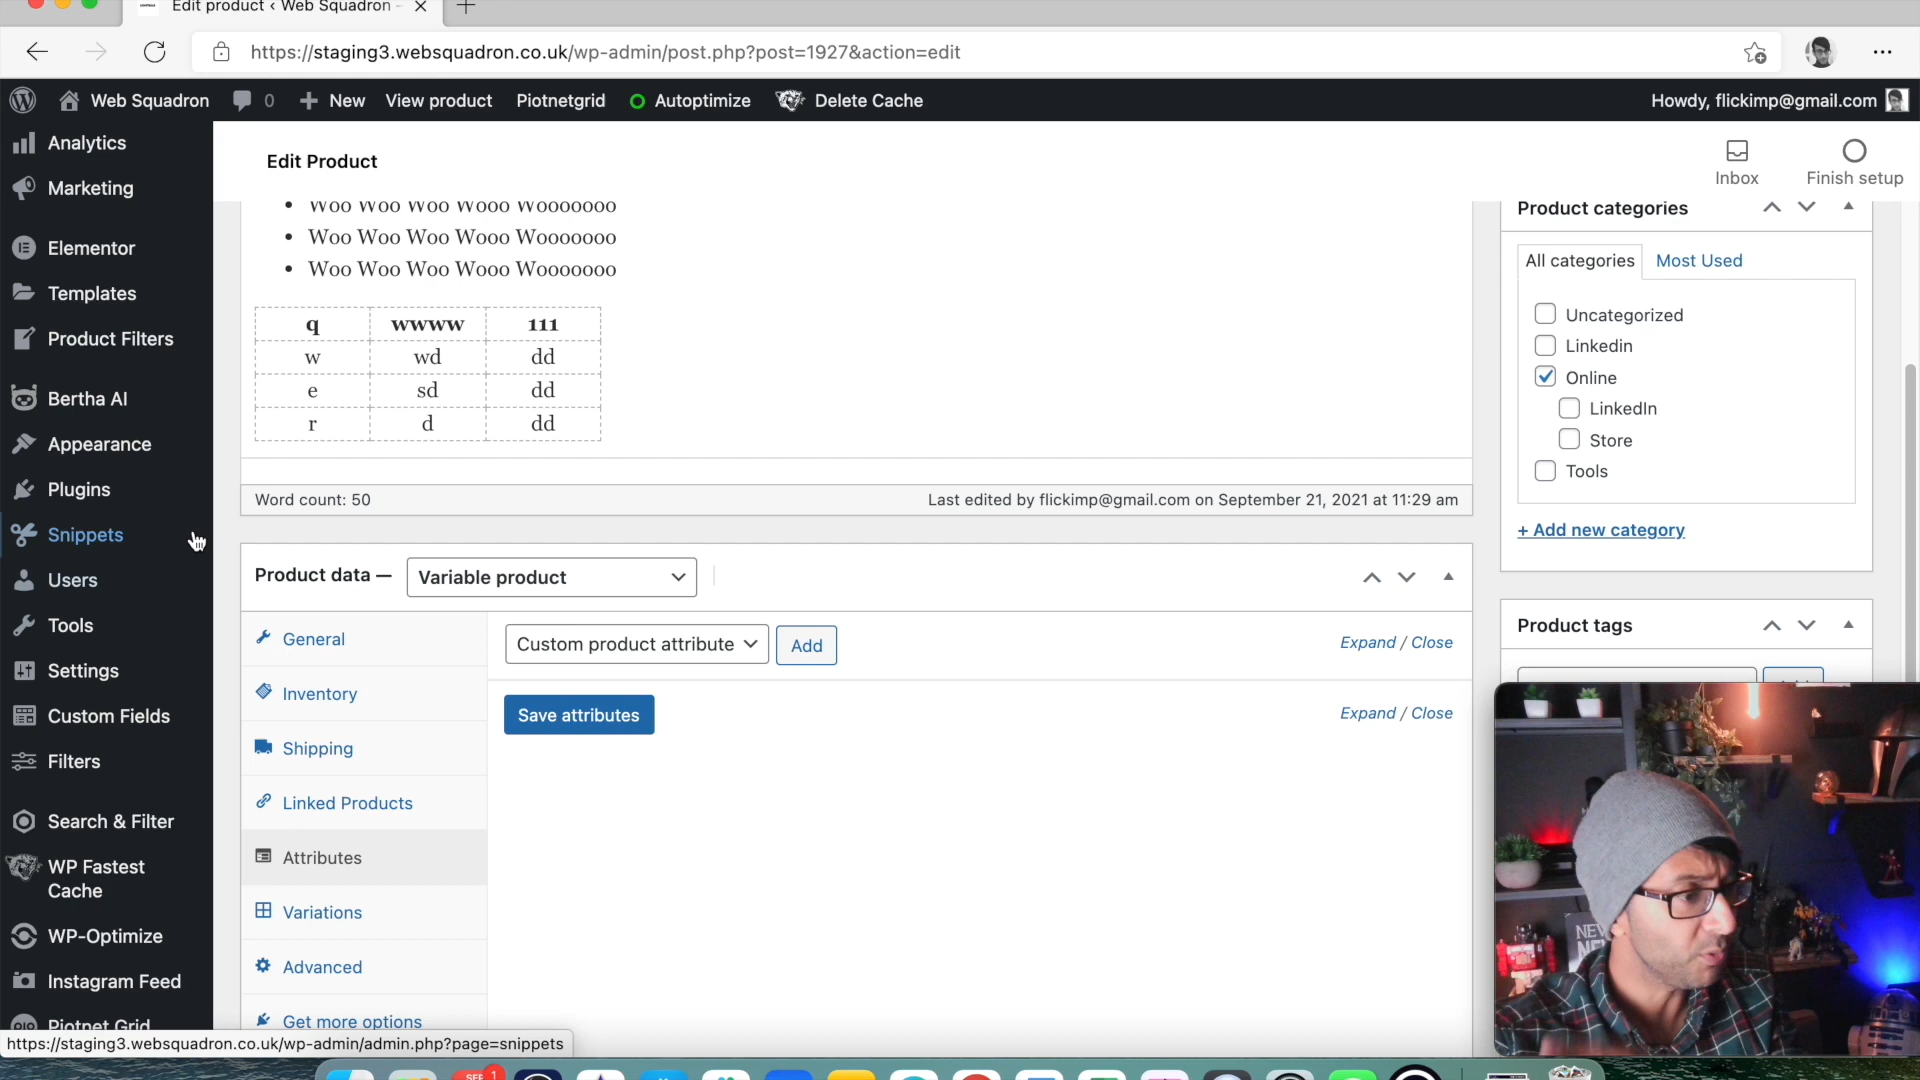 Edit product ‹ Web Squadron -
https://staging3.websquadron.co.uk/wp-admin/post.php?post=1927&action=edit
Web Squadron 0 New View product Piotnetgrid Autoptimize Delete Cache Howdy, flickimp@gmail.com
Analytics
Marketing
Elementor
Templates
Product Filters
Bertha AI
Appearance
Plugins
Snippets
Users
Tools
Settings
Custom Fields
Filters
Search & Filter
WP Fastest
Cache
WP-Optimize
Instagram Feed
Piotnet Grid
Edit Product
Inbox
Finish setup
Woo Woo Woo Wooo Wooooooo
Woo Woo Woo Wooo Wooooooo
Woo Woo Woo Wooo Wooooooo
q wwww 111
w wd dd
e sd dd
r d dd
Word count: 50
Last edited by flickimp@gmail.com on September 21, 2021 at 11:29 am
Product data —
Variable product
General
Inventory
Shipping
Linked Products
Attributes
Variations
Advanced
Get more options
Custom product attribute
Add
Expand / Close
Save attributes
Expand / Close
Product categories
All categories
Most Used
Uncategorized
Linkedin
Online
LinkedIn
Store
Tools
+ Add new category
Product tags
NEW
https://staging3.websquadron.co.uk/wp-admin/admin.php?page=snippets
SEP
1